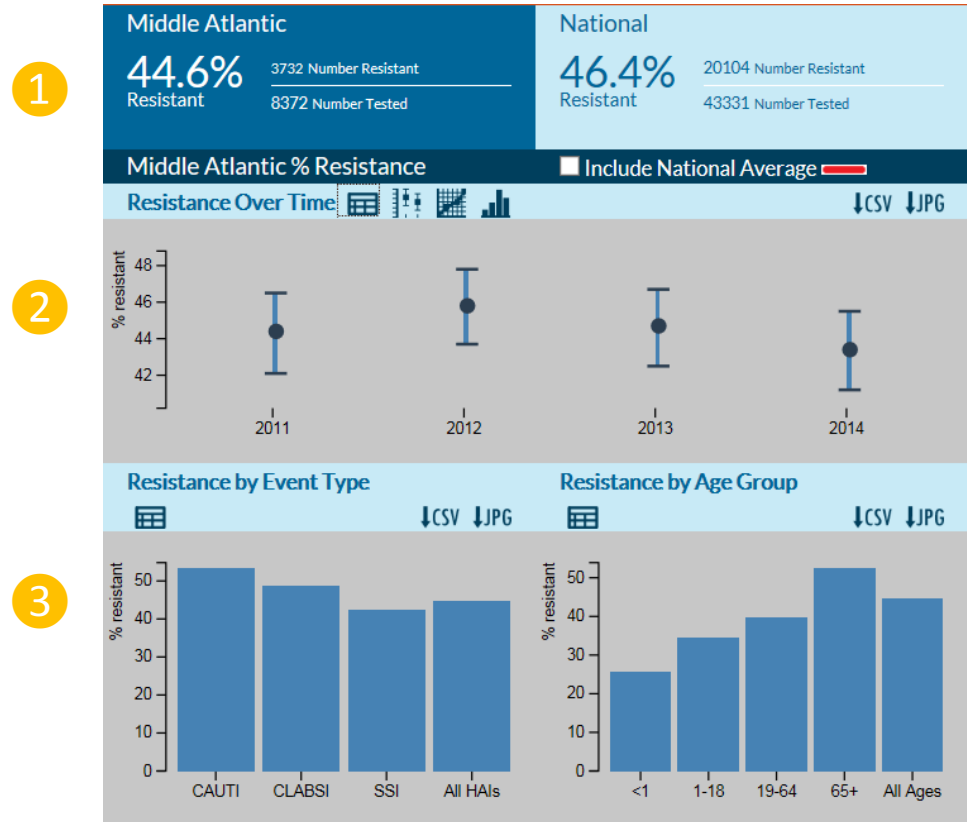 1
Middle Atlantic
44.6%
Resistant
3732 Number Resistant
8372 Number Tested
National
46.4%
Resistant
20104 Number Resistant
43331 Number Tested
Middle Atlantic % Resistance
Include National Average
Resistance Over Time
CSV JPG
2
% resistant
48
46
44
42
2011 2012 2013 2014
Resistance by Event Type
CSV JPG
Resistance by Age Group
CSV JPG
3
% resistant
50
40
30
20
10
0
CAUTI CLABSI SSI All HAIs
% resistant
50
40
30
20
10
0
<1 1-18 19-64 65+ All Ages